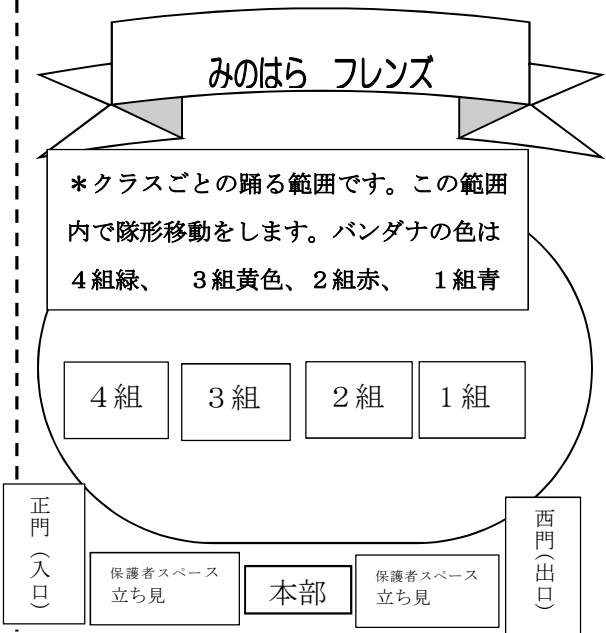 みのはら フレンズ
＊クラスごとの踊る範囲です。この範囲
内で隊形移動をします。バンダナの色は
４組緑、 ３組黄色、２組赤、 １組青
４組 ３組 ２組 １組
正門（入口）
西門（出口）
保護者スペース
立ち見
本部
保護者スペース
立ち見